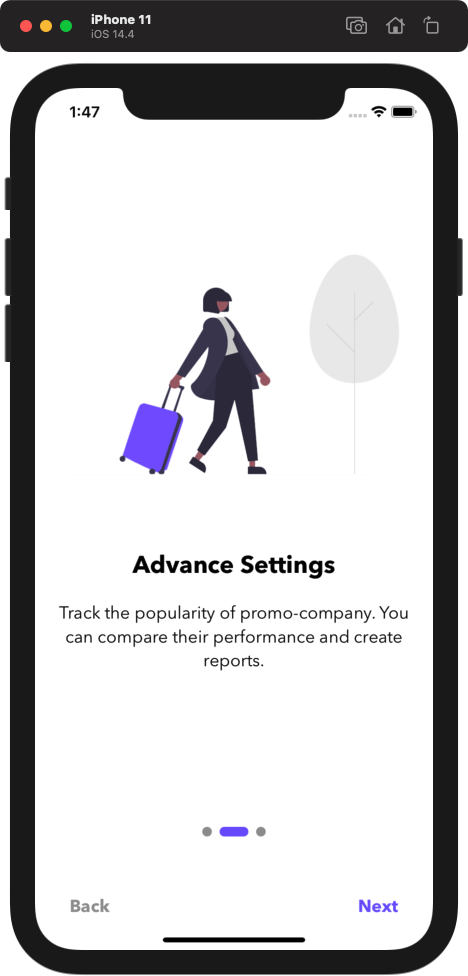 iPhone 11
iOS 14.4
1:47
Advance Settings
Track the popularity of promo-company. You
can compare their performance and create
reports.
Back
Next